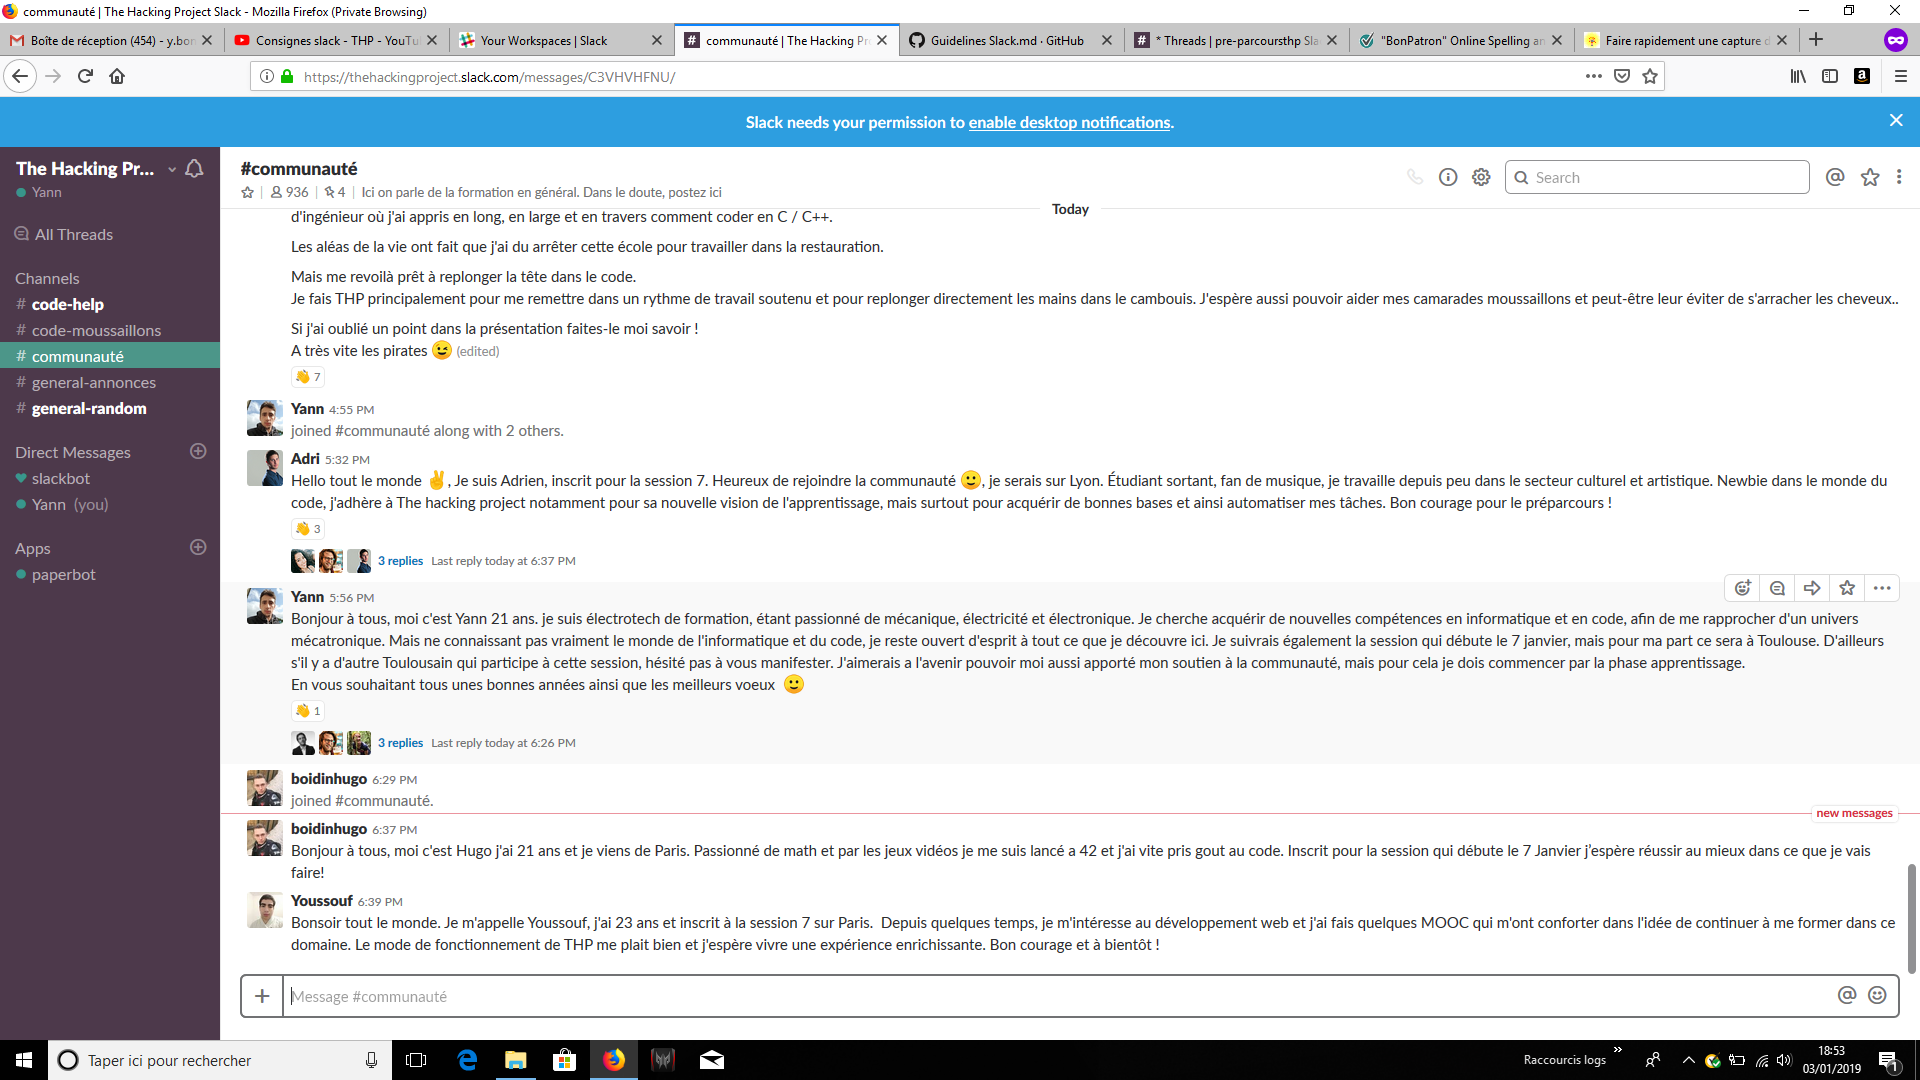 communauté | The Hacking Project Slack - Mozilla Firefox (Private Browsing)
Boîte de réception (454) - y.bon
Consignes slack - THP - YouTu
Your Workspaces | Slack
communauté | The Hacking Pr
Guidelines Slack.md · GitHub
* Threads | pre-parcoursthp Sla
"BonPatron" Online Spelling an
Faire rapidement une capture d
https://thehackingproject.slack.com/messages/C3VHVHFNU/
Slack needs your permission to enable desktop notifications.
The Hacking Pr...
Yann
All Threads
Channels
# code-help
# code-moussaillons
# communauté
# general-annonces
# general-random
Direct Messages
slackbot
Yann (you)
Apps
paperbot
#communauté
936 | 4 | Ici on parle de la formation en général. Dans le doute, postez ici
Search
Today
d'ingénieur où j'ai appris en long, en large et en travers comment coder en C / C++.
Les aléas de la vie ont fait que j'ai du arrêter cette école pour travailler dans la restauration.
Mais me revoilà prêt à replonger la tête dans le code.
Je fais THP principalement pour me remettre dans un rythme de travail soutenu et pour replonger directement les mains dans le cambouis. J'espère aussi pouvoir aider mes camarades moussaillons et peut-être leur éviter de s'arracher les cheveux..
Si j'ai oublié un point dans la présentation faites-le moi savoir !
A très vite les pirates 😉 (edited)
👏 7
Yann 4:55 PM
joined #communauté along with 2 others.
Adri 5:32 PM
Hello tout le monde ✌, Je suis Adrien, inscrit pour la session 7. Heureux de rejoindre la communauté 🙂, je serais sur Lyon. Étudiant sortant, fan de musique, je travaille depuis peu dans le secteur culturel et artistique. Newbie dans le monde du
code, j'adhère à The hacking project notamment pour sa nouvelle vision de l'apprentissage, mais surtout pour acquérir de bonnes bases et ainsi automatiser mes tâches. Bon courage pour le préparcours !
👏 3
3 replies Last reply today at 6:37 PM
Yann 5:56 PM
Bonjour à tous, moi c'est Yann 21 ans. je suis électrotech de formation, étant passionné de mécanique, électricité et électronique. Je cherche acquérir de nouvelles compétences en informatique et en code, afin de me rapprocher d'un univers
mécatronique. Mais ne connaissant pas vraiment le monde de l'informatique et du code, je reste ouvert d'esprit à tout ce que je découvre ici. Je suivrais également la session qui débute le 7 janvier, mais pour ma part ce sera à Toulouse. D'ailleurs
s'il y a d'autre Toulousain qui participe à cette session, hésité pas à vous manifester. J'aimerais a l'avenir pouvoir moi aussi apporté mon soutien à la communauté, mais pour cela je dois commencer par la phase apprentissage.
En vous souhaitant tous unes bonnes années ainsi que les meilleurs voeux 🙂
👏 1
3 replies Last reply today at 6:26 PM
boidinhugo 6:29 PM
joined #communauté.
new messages
boidinhugo 6:37 PM
Bonjour à tous, moi c'est Hugo j'ai 21 ans et je viens de Paris. Passionné de math et par les jeux vidéos je me suis lancé a 42 et j'ai vite pris gout au code. Inscrit pour la session qui débute le 7 Janvier j'espère réussir au mieux dans ce que je vais
faire!
Youssouf 6:39 PM
Bonsoir tout le monde. Je m'appelle Youssouf, j'ai 23 ans et inscrit à la session 7 sur Paris. Depuis quelques temps, je m'intéresse au développement web et j'ai fais quelques MOOC qui m'ont conforter dans l'idée de continuer à me former dans ce
domaine. Le mode de fonctionnement de THP me plait bien et j'espère vivre une expérience enrichissante. Bon courage et à bientôt !
Message #communauté
Taper ici pour rechercher
Raccourcis logs
18:53
03/01/2019
1